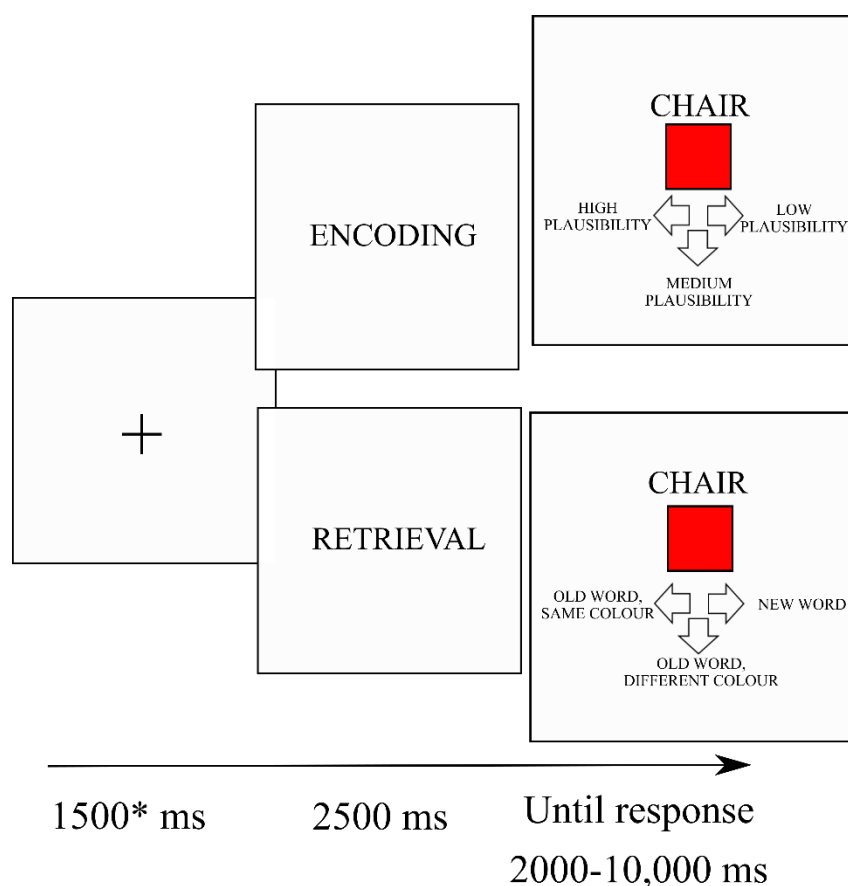 CHAIR
HIGH
PLAUSIBILITY
LOW
PLAUSIBILITY
MEDIUM
PLAUSIBILITY
ENCODING
RETRIEVAL
CHAIR
OLD WORD,
SAME COLOUR
NEW WORD
OLD WORD,
DIFFERENT COLOUR
1500* ms
2500 ms
Until response
2000-10,000 ms